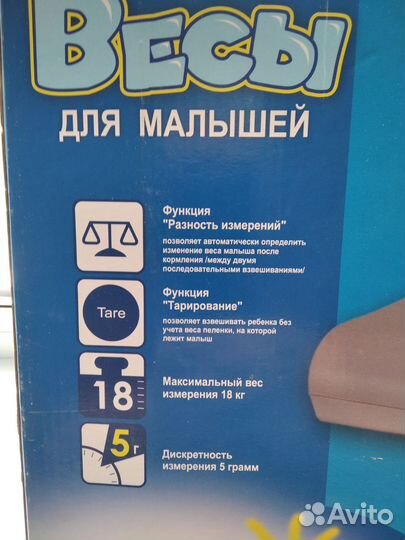 Весы
ДЛЯ МАЛЫШЕЙ
Функция
"Разность измерений"
позволяет автоматически определить
изменение веса малыша после
кормления /между двумя
последовательными взвешиваниями/
Tare
Функция
"Тарирование"
позволяет взвешивать ребенка без
учета веса пеленки, на которой
лежит малыш
18
Максимальный вес
измерения 18 кг
5 г
Дискретность
измерения 5 грамм
Avito